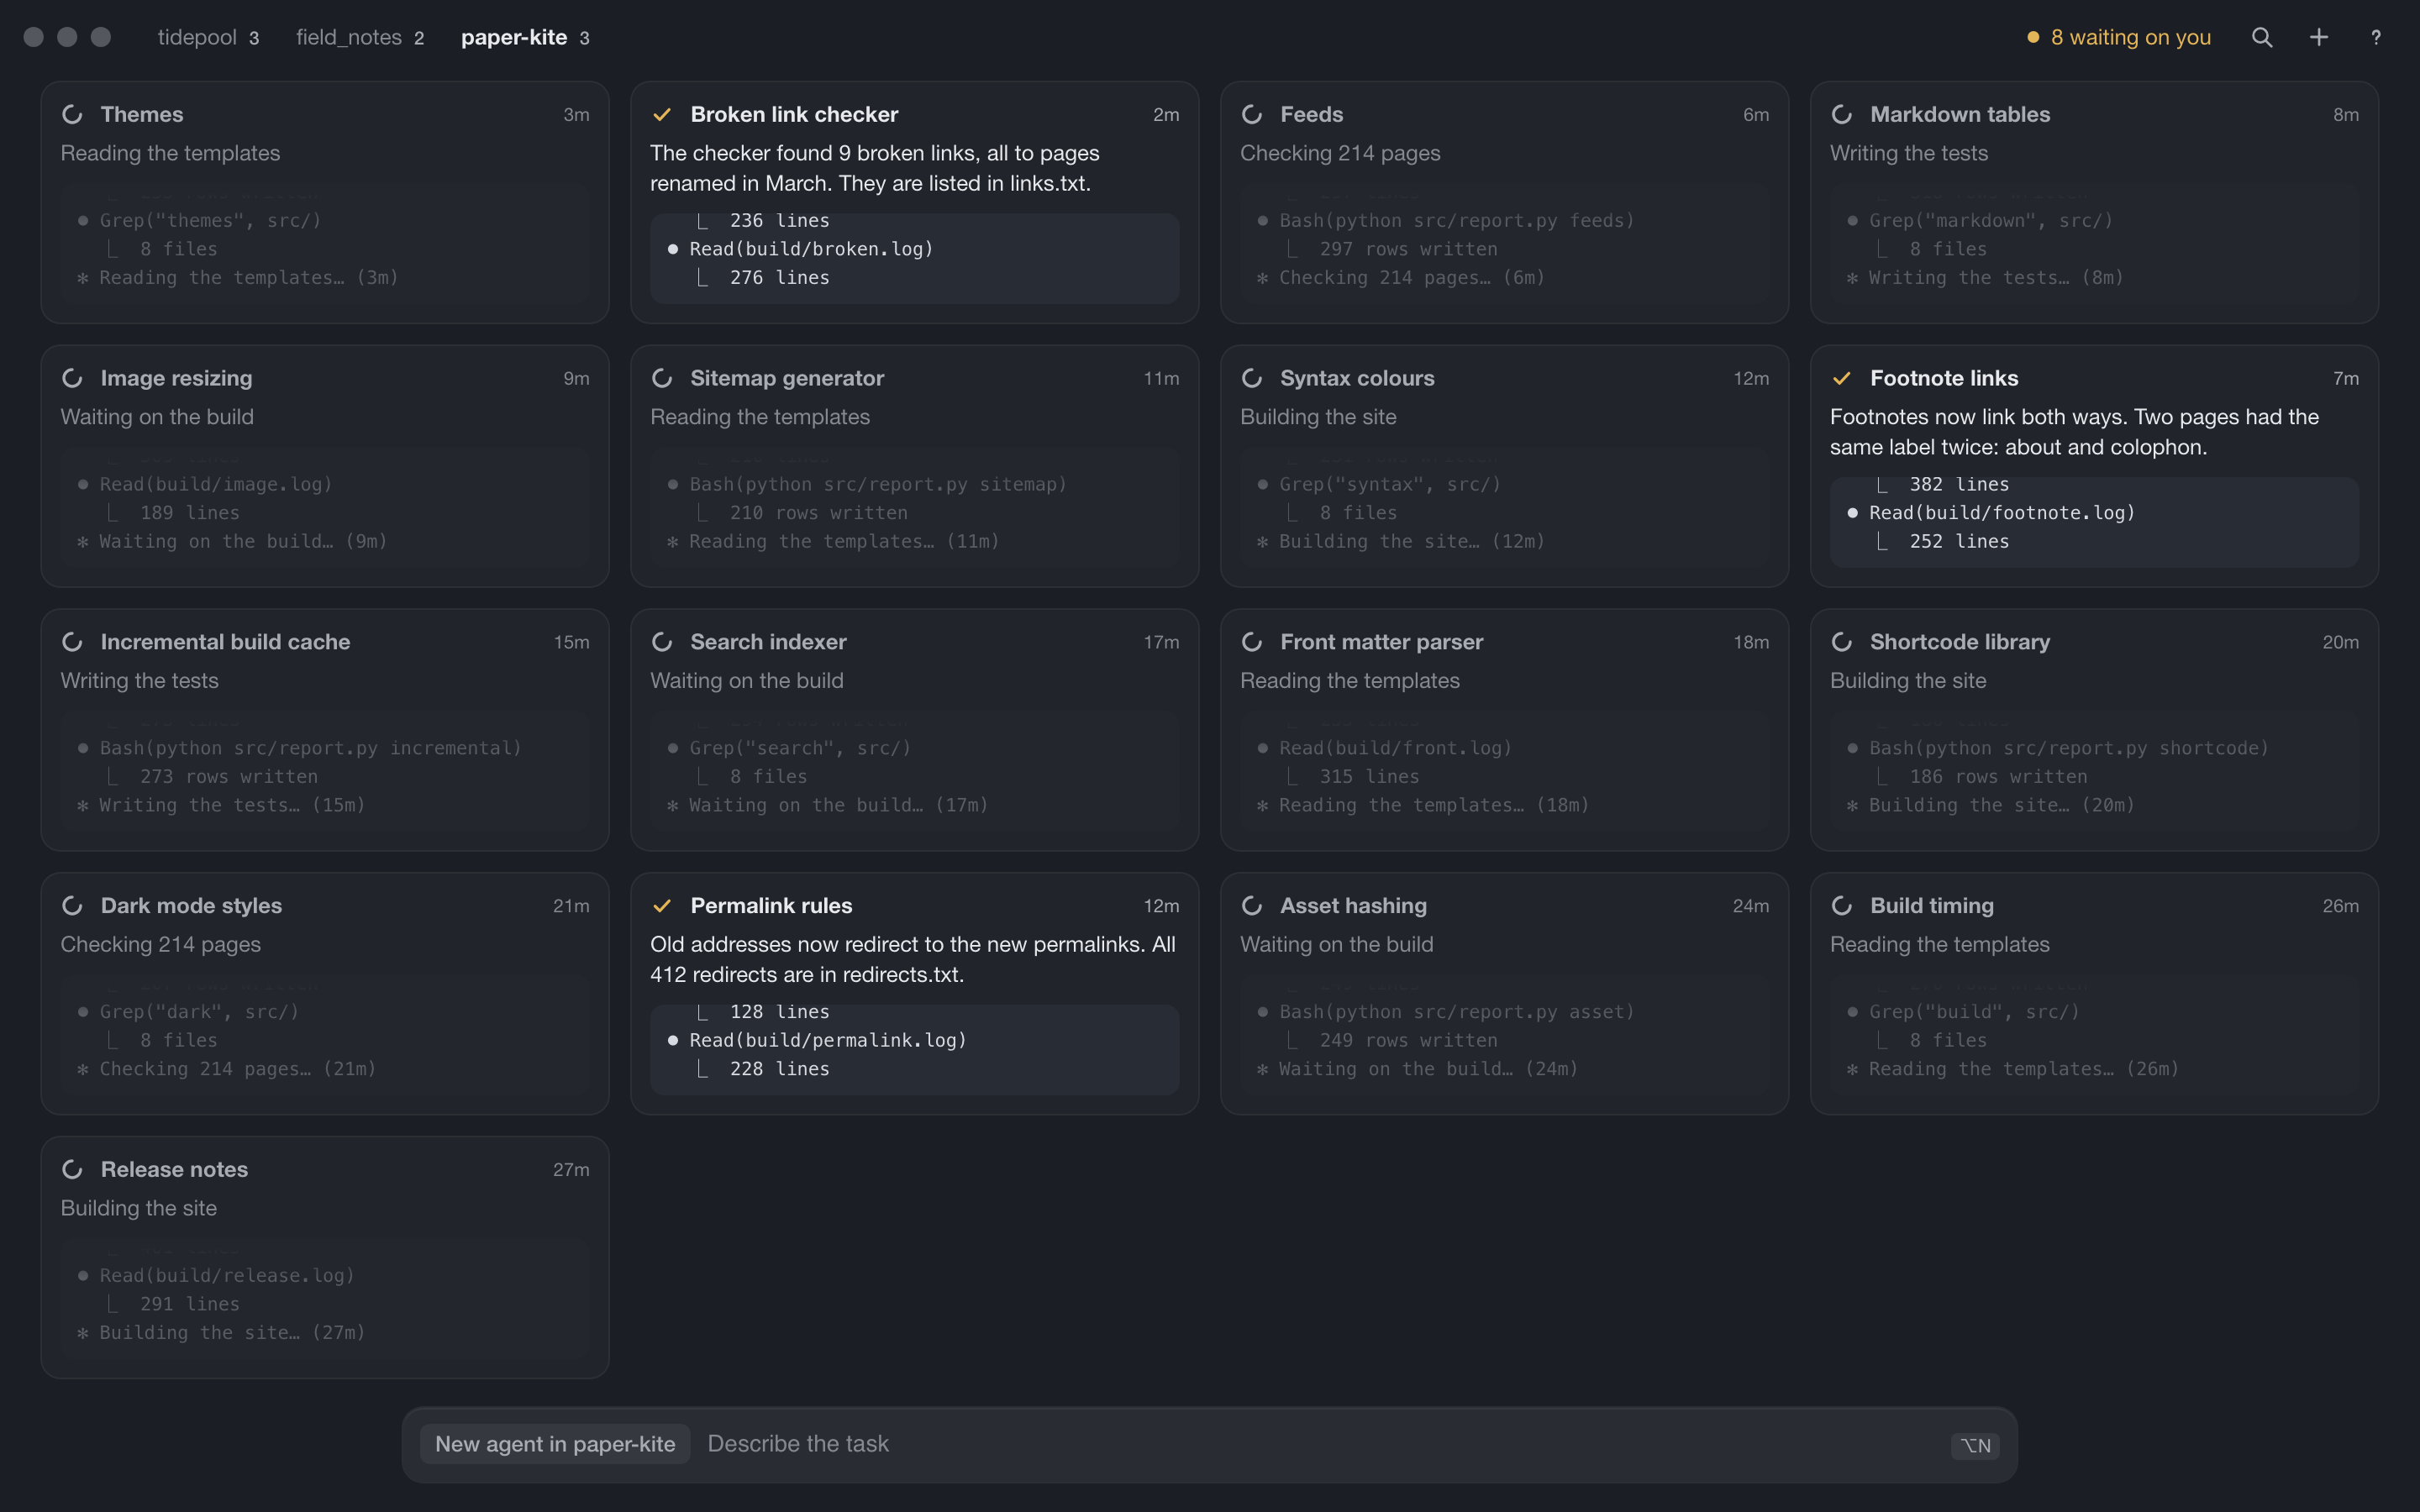 tidepool 3 field_notes 2 paper-kite 3 8 waiting on you ?
Themes 3m
Reading the templates
Grep("themes", src/)
8 files
* Reading the templates… (3m)
Broken link checker 2m
The checker found 9 broken links, all to pages
renamed in March. They are listed in links.txt.
236 lines
Read(build/broken.log)
276 lines
Feeds 6m
Checking 214 pages
Bash(python src/report.py feeds)
297 rows written
* Checking 214 pages… (6m)
Markdown tables 8m
Writing the tests
Grep("markdown", src/)
8 files
* Writing the tests… (8m)
Image resizing 9m
Waiting on the build
Read(build/image.log)
189 lines
* Waiting on the build… (9m)
Sitemap generator 11m
Reading the templates
Bash(python src/report.py sitemap)
210 rows written
* Reading the templates… (11m)
Syntax colours 12m
Building the site
Grep("syntax", src/)
8 files
* Building the site… (12m)
Footnote links 7m
Footnotes now link both ways. Two pages had the
same label twice: about and colophon.
382 lines
Read(build/footnote.log)
252 lines
Incremental build cache 15m
Writing the tests
Bash(python src/report.py incremental)
273 rows written
* Writing the tests… (15m)
Search indexer 17m
Waiting on the build
Grep("search", src/)
8 files
* Waiting on the build… (17m)
Front matter parser 18m
Reading the templates
Read(build/front.log)
315 lines
* Reading the templates… (18m)
Shortcode library 20m
Building the site
Bash(python src/report.py shortcode)
186 rows written
* Building the site… (20m)
Dark mode styles 21m
Checking 214 pages
Grep("dark", src/)
8 files
* Checking 214 pages… (21m)
Permalink rules 12m
Old addresses now redirect to the new permalinks. All
412 redirects are in redirects.txt.
128 lines
Read(build/permalink.log)
228 lines
Asset hashing 24m
Waiting on the build
Bash(python src/report.py asset)
249 rows written
* Waiting on the build… (24m)
Build timing 26m
Reading the templates
Grep("build", src/)
8 files
* Reading the templates… (26m)
Release notes 27m
Building the site
Read(build/release.log)
291 lines
* Building the site… (27m)
New agent in paper-kite Describe the task ⌥N